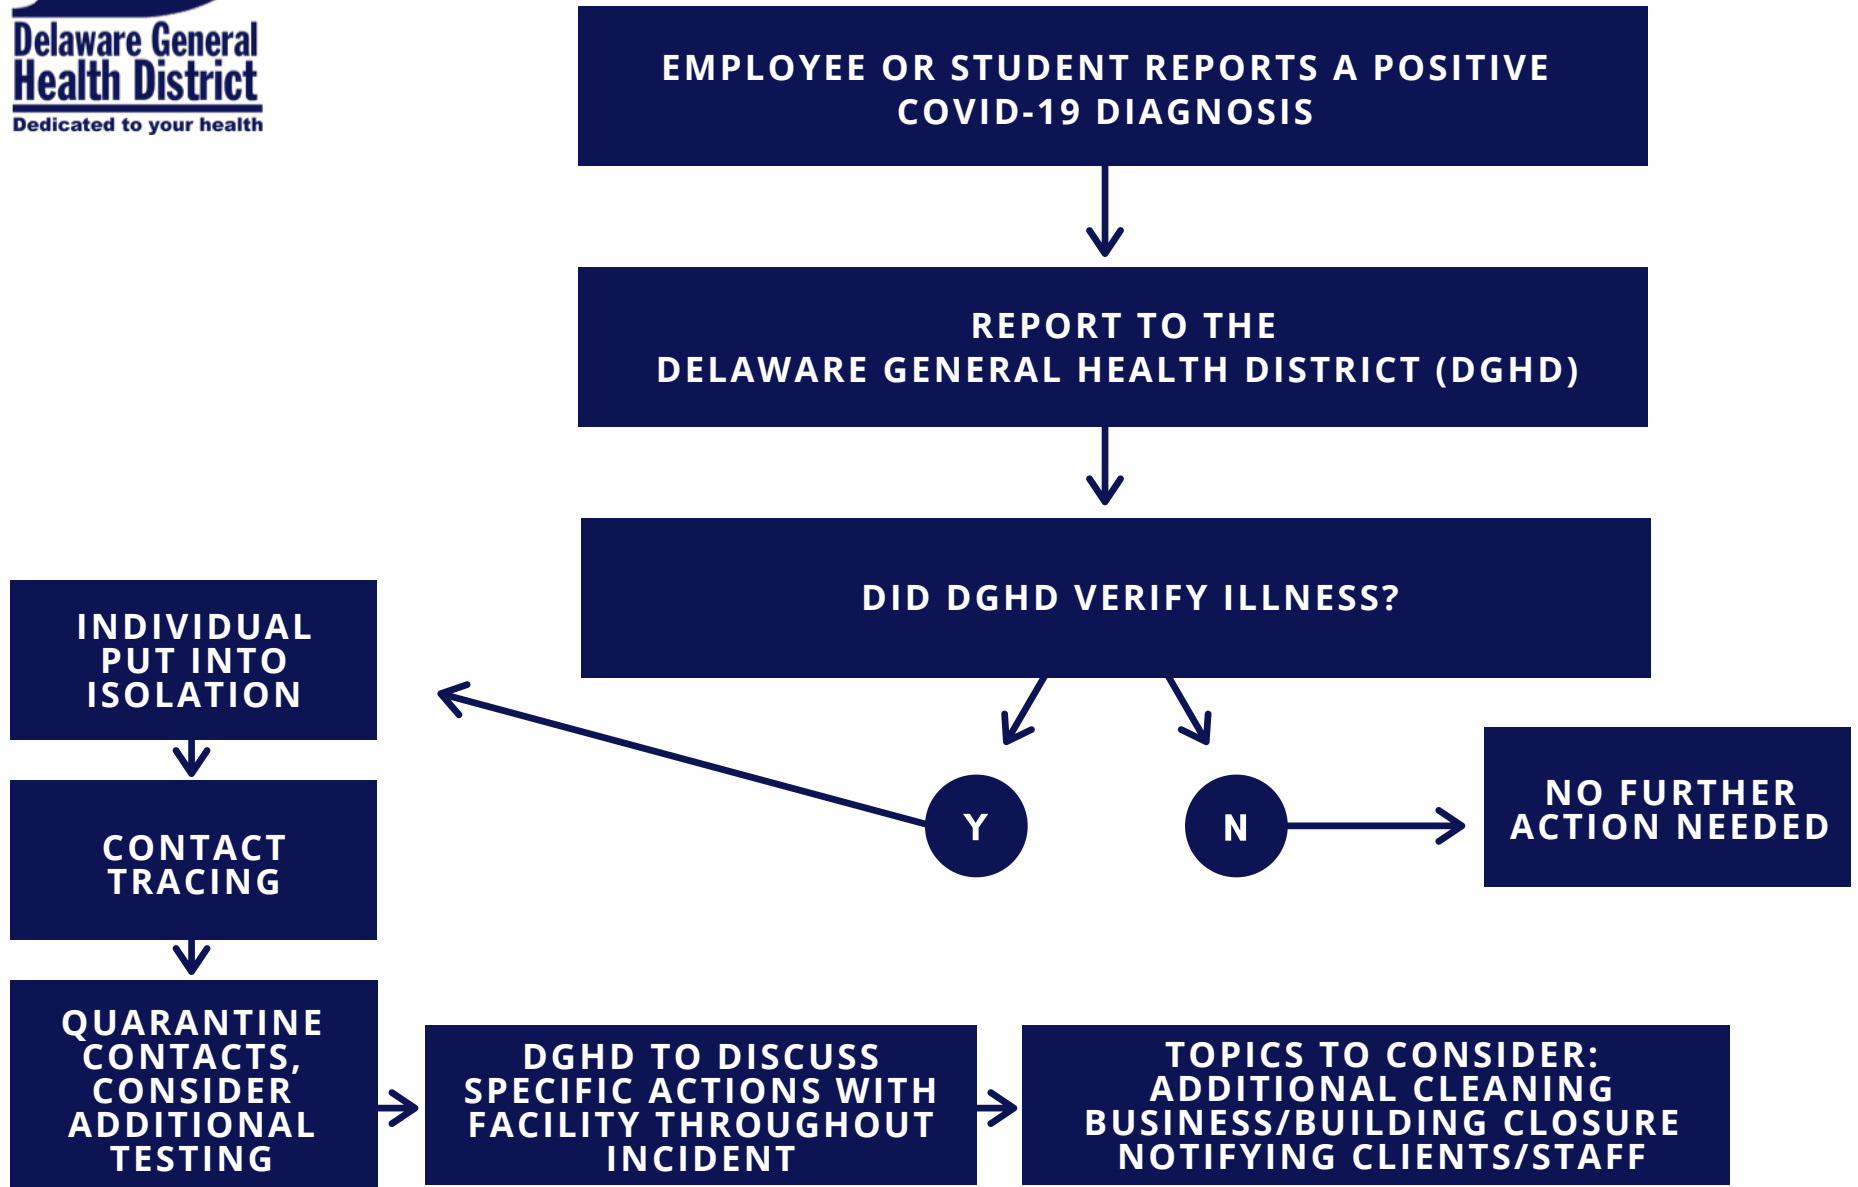 Delaware General
Health District
Dedicated to your health
EMPLOYEE OR STUDENT REPORTS A POSITIVE
COVID-19 DIAGNOSIS
REPORT TO THE
DELAWARE GENERAL HEALTH DISTRICT (DGHD)
DID DGHD VERIFY ILLNESS?
Y
N
NO FURTHER
ACTION NEEDED
INDIVIDUAL
PUT INTO
ISOLATION
CONTACT
TRACING
QUARANTINE
CONTACTS,
CONSIDER
ADDITIONAL
TESTING
DGHD TO DISCUSS
SPECIFIC ACTIONS WITH
FACILITY THROUGHOUT
INCIDENT
TOPICS TO CONSIDER:
ADDITIONAL CLEANING
BUSINESS/BUILDING CLOSURE
NOTIFYING CLIENTS/STAFF